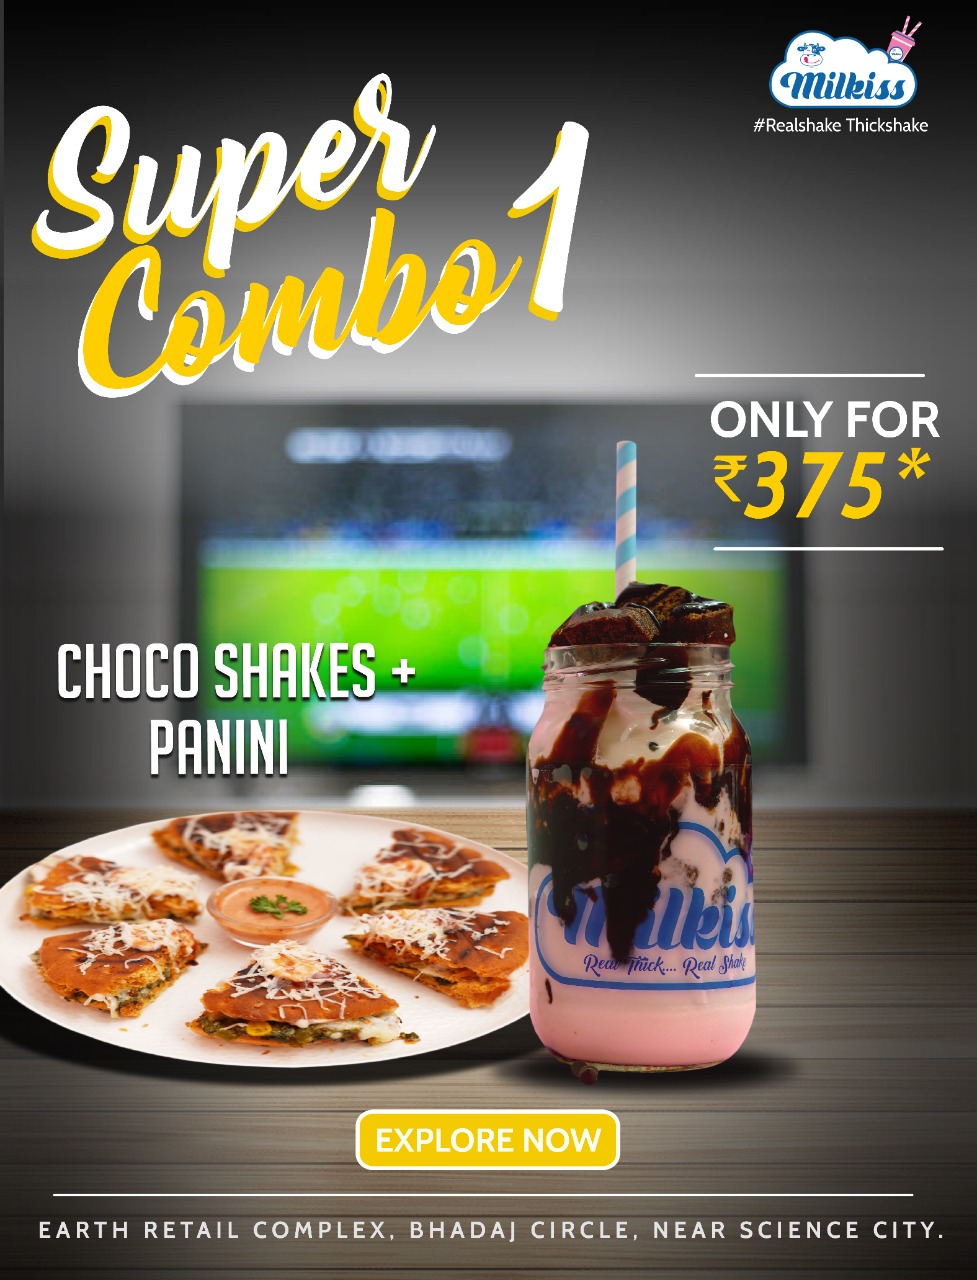 Milkiss
#Realshake Thickshake
Super
Combo 1
ONLY FOR
₹375*
CHOCO SHAKES +
PANINI
Milkiss
Real Thick.... Real Shake
EXPLORE NOW
EARTH RETAIL COMPLEX, BHADAJ CIRCLE, NEAR SCIENCE CITY.